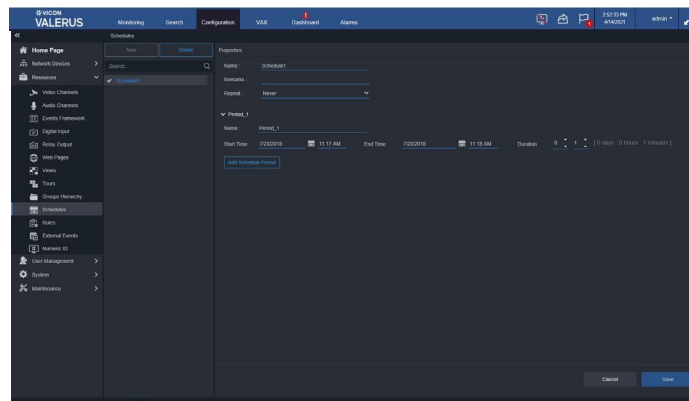 VICON
VALERUS
Monitoring
Search
Configuration
VAX
Dashboard
Alarms
2:52:33 PM
4/14/2021
admin
Schedules
Home Page
Network Devices
Resources
Video Channels
Audio Channels
Events Framework
Digital Input
Relay Output
Web Pages
Views
Tours
Groups Hierarchy
Schedules
Rules
External Events
Numeric ID
User Management
System
Maintenance
New
Delete
Search...
Schedule1
Properties
Name : Schedule1
Remarks :
Repeat : Never
Period_1
Name : Period_1
Start Time 7/23/2018 11:17 AM End Time 7/23/2018 11:18 AM Duration 0 : 1 [ 0 days : 0 hours : 1 minutes ]
Add Schedule Period
Cancel
Save